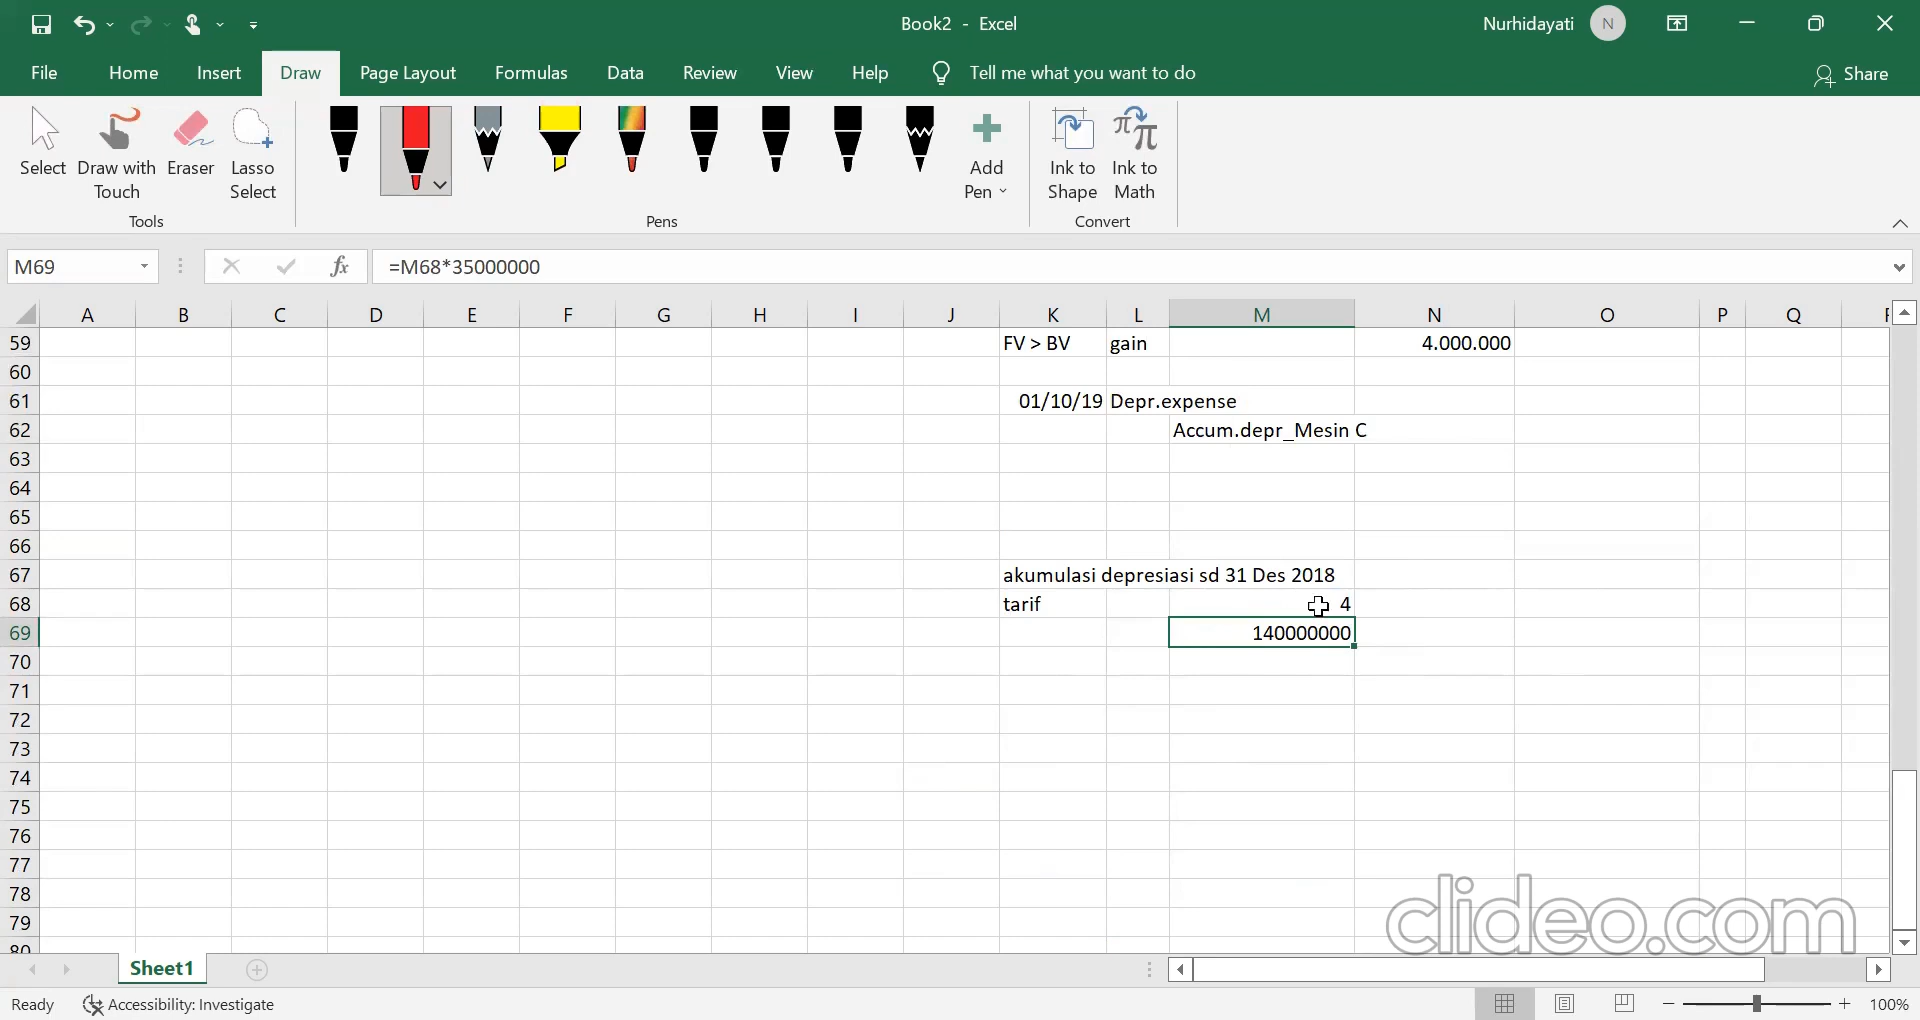 Book2 - Excel
Nurhidayati N
File Home Insert Draw Page Layout Formulas Data Review View Help Tell me what you want to do Share
Select
Draw with Touch
Eraser
Lasso Select
Add Pen
Ink to Shape
Ink to Math
Tools Pens Convert
M69 fx =M68*35000000
A B C D E F G H I J K L M N O P Q
59 FV > BV gain 4.000.000
60
61 01/10/19 Depr.expense
62 Accum.depr_Mesin C
63
64
65
66
67 akumulasi depresiasi sd 31 Des 2018
68 tarif 4
69 140000000
70
71
72
73
74
75
76
77
78
79
80
clideo.com
Sheet1
Ready Accessibility: Investigate 100%